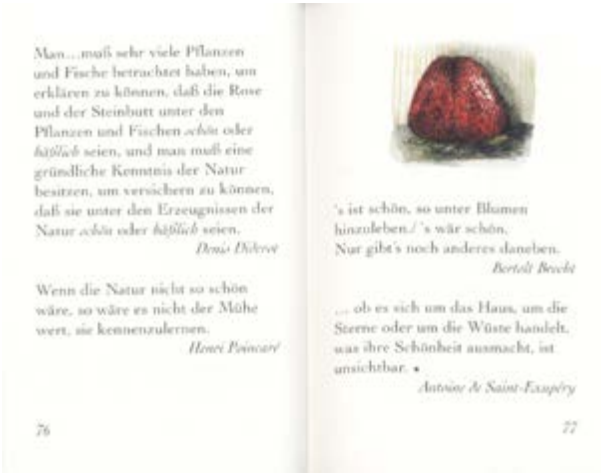 Man…muß sehr viele Pflanzen
und Fische betrachtet haben, um
erklären zu können, daß die Rose
und der Steinbutt unter den
Pflanzen und Fischen schön oder
häßlich seien, und man muß eine
gründliche Kenntnis der Natur
besitzen, um versichern zu können,
daß sie unter den Erzeugnissen der
Natur schön oder häßlich seien.
Denis Diderot
Wenn die Natur nicht so schön
wäre, so wäre es nicht der Mühe
wert, sie kennenzulernen.
Henri Poincaré
76
's ist schön, so unter Blumen
hinzuleben./ 's wär schön.
Nur gibt's noch anderes daneben.
Bertolt Brecht
… ob es sich um das Haus, um die
Sterne oder um die Wüste handelt,
was ihre Schönheit ausmacht, ist
unsichtbar. •
Antoine de Saint-Exupéry
77